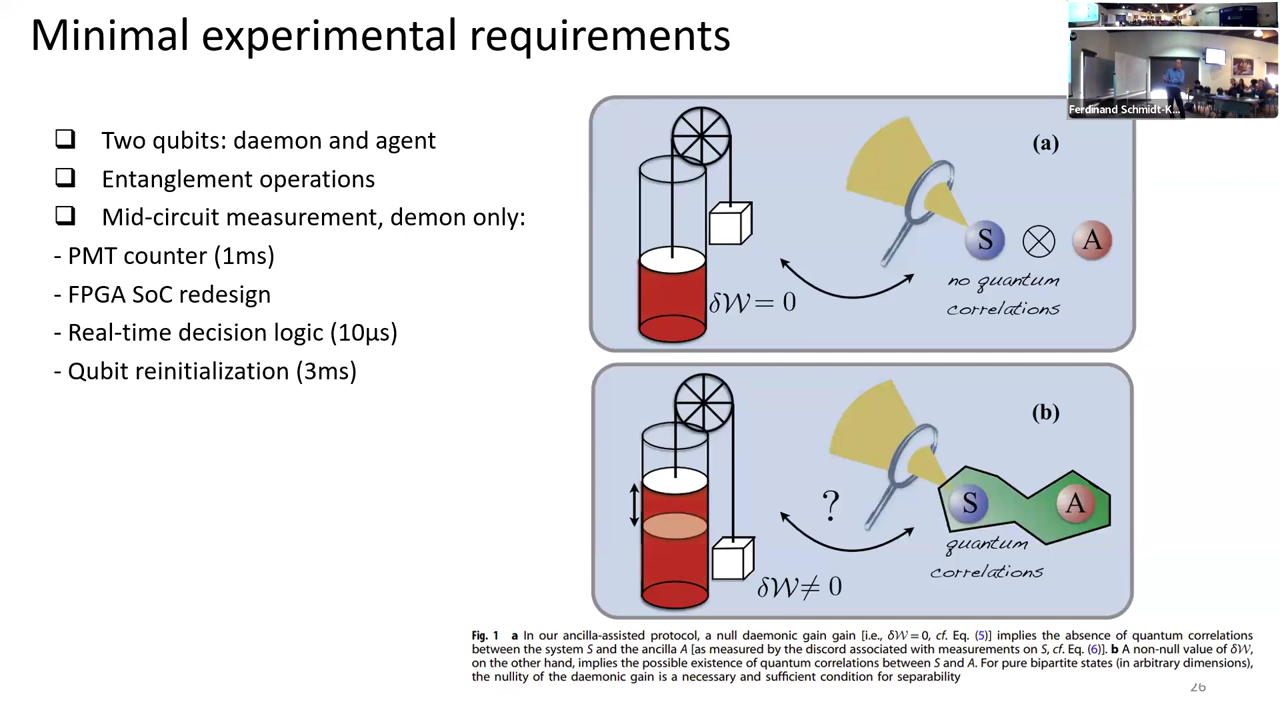 Minimal experimental requirements
Ferdinand Schmidt-K...
Two qubits: daemon and agent
Entanglement operations
Mid-circuit measurement, demon only:
- PMT counter (1ms)
- FPGA SoC redesign
- Real-time decision logic (10μs)
- Qubit reinitialization (3ms)
(a)
S ⊗ A
no quantum
correlations
δW = 0
(b)
?
S A
quantum
correlations
δW ≠ 0
Fig. 1 a In our ancilla-assisted protocol, a null daemonic gain gain [i.e., δW = 0, cf. Eq. (5)] implies the absence of quantum correlations
between the system S and the ancilla A [as measured by the discord associated with measurements on S, cf. Eq. (6)]. b A non-null value of δW,
on the other hand, implies the possible existence of quantum correlations between S and A. For pure bipartite states (in arbitrary dimensions),
the nullity of the daemonic gain is a necessary and sufficient condition for separability
26